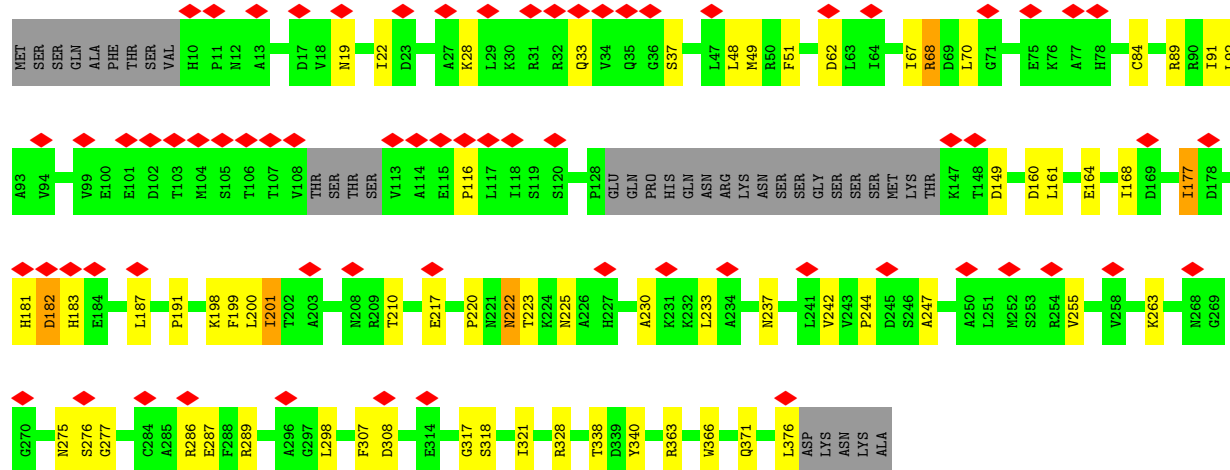 MET SER SER GLN ALA PHE THR SER VAL H10 P11 N12 A13 D17 V18 N19 I22 D23 A27 K28 L29 K30 R31 R32 Q33 V34 Q35 G36 S37 L47 L48 M49 R50 F51 D62 L63 I64 I67 R68 D69 L70 G71 E75 K76 A77 H78 C84 R89 R90 I91 L92
A93 V94 V99 E100 E101 D102 T103 M104 S105 T106 T107 V108 THR SER THR SER V113 A114 E115 P116 L117 I118 S119 S120 P128 GLU GLN PRO HIS GLN ASN ARG LYS ASN SER SER GLY SER SER SER MET LYS THR K147 T148 D149 D160 L161 E164 I168 D169 I177 D178
H181 D182 H183 E184 L187 P191 K198 F199 L200 I201 T202 A203 N208 R209 T210 E217 P220 N221 N222 T223 K224 N225 A226 H227 A230 K231 K232 L233 A234 N237 L241 V242 V243 P244 D245 S246 A247 A250 L251 M252 S253 R254 V255 V258 K263 N268 G269
G270 N275 S276 G277 C284 A285 R286 E287 F288 R289 A296 G297 L298 F307 D308 E314 G317 S318 I321 R328 T338 D339 Y340 R363 W366 Q371 L376 ASP LYS ASN LYS ALA